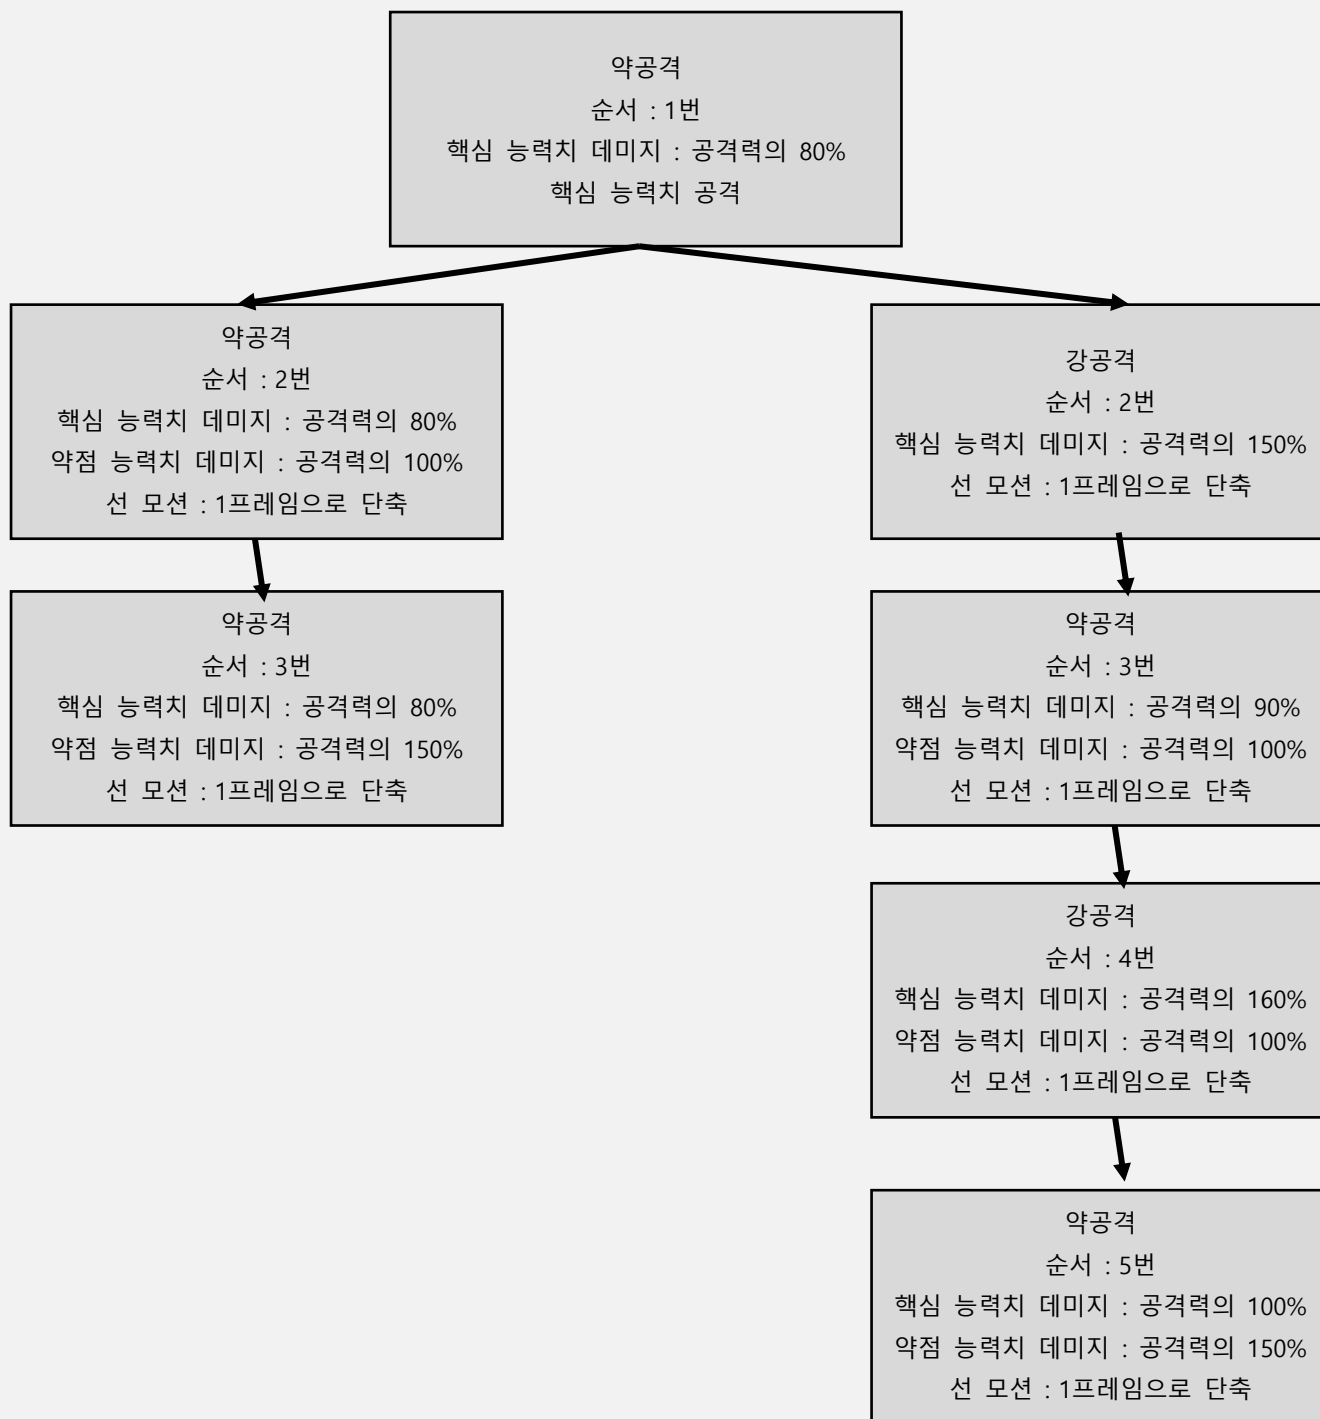 약공격
순서 : 1번
핵심 능력치 데미지 : 공격력의 80%
핵심 능력치 공격
약공격
순서 : 2번
핵심 능력치 데미지 : 공격력의 80%
약점 능력치 데미지 : 공격력의 100%
선 모션 : 1프레임으로 단축
강공격
순서 : 2번
핵심 능력치 데미지 : 공격력의 150%
선 모션 : 1프레임으로 단축
약공격
순서 : 3번
핵심 능력치 데미지 : 공격력의 80%
약점 능력치 데미지 : 공격력의 150%
선 모션 : 1프레임으로 단축
약공격
순서 : 3번
핵심 능력치 데미지 : 공격력의 90%
약점 능력치 데미지 : 공격력의 100%
선 모션 : 1프레임으로 단축
강공격
순서 : 4번
핵심 능력치 데미지 : 공격력의 160%
약점 능력치 데미지 : 공격력의 100%
선 모션 : 1프레임으로 단축
약공격
순서 : 5번
핵심 능력치 데미지 : 공격력의 100%
약점 능력치 데미지 : 공격력의 150%
선 모션 : 1프레임으로 단축